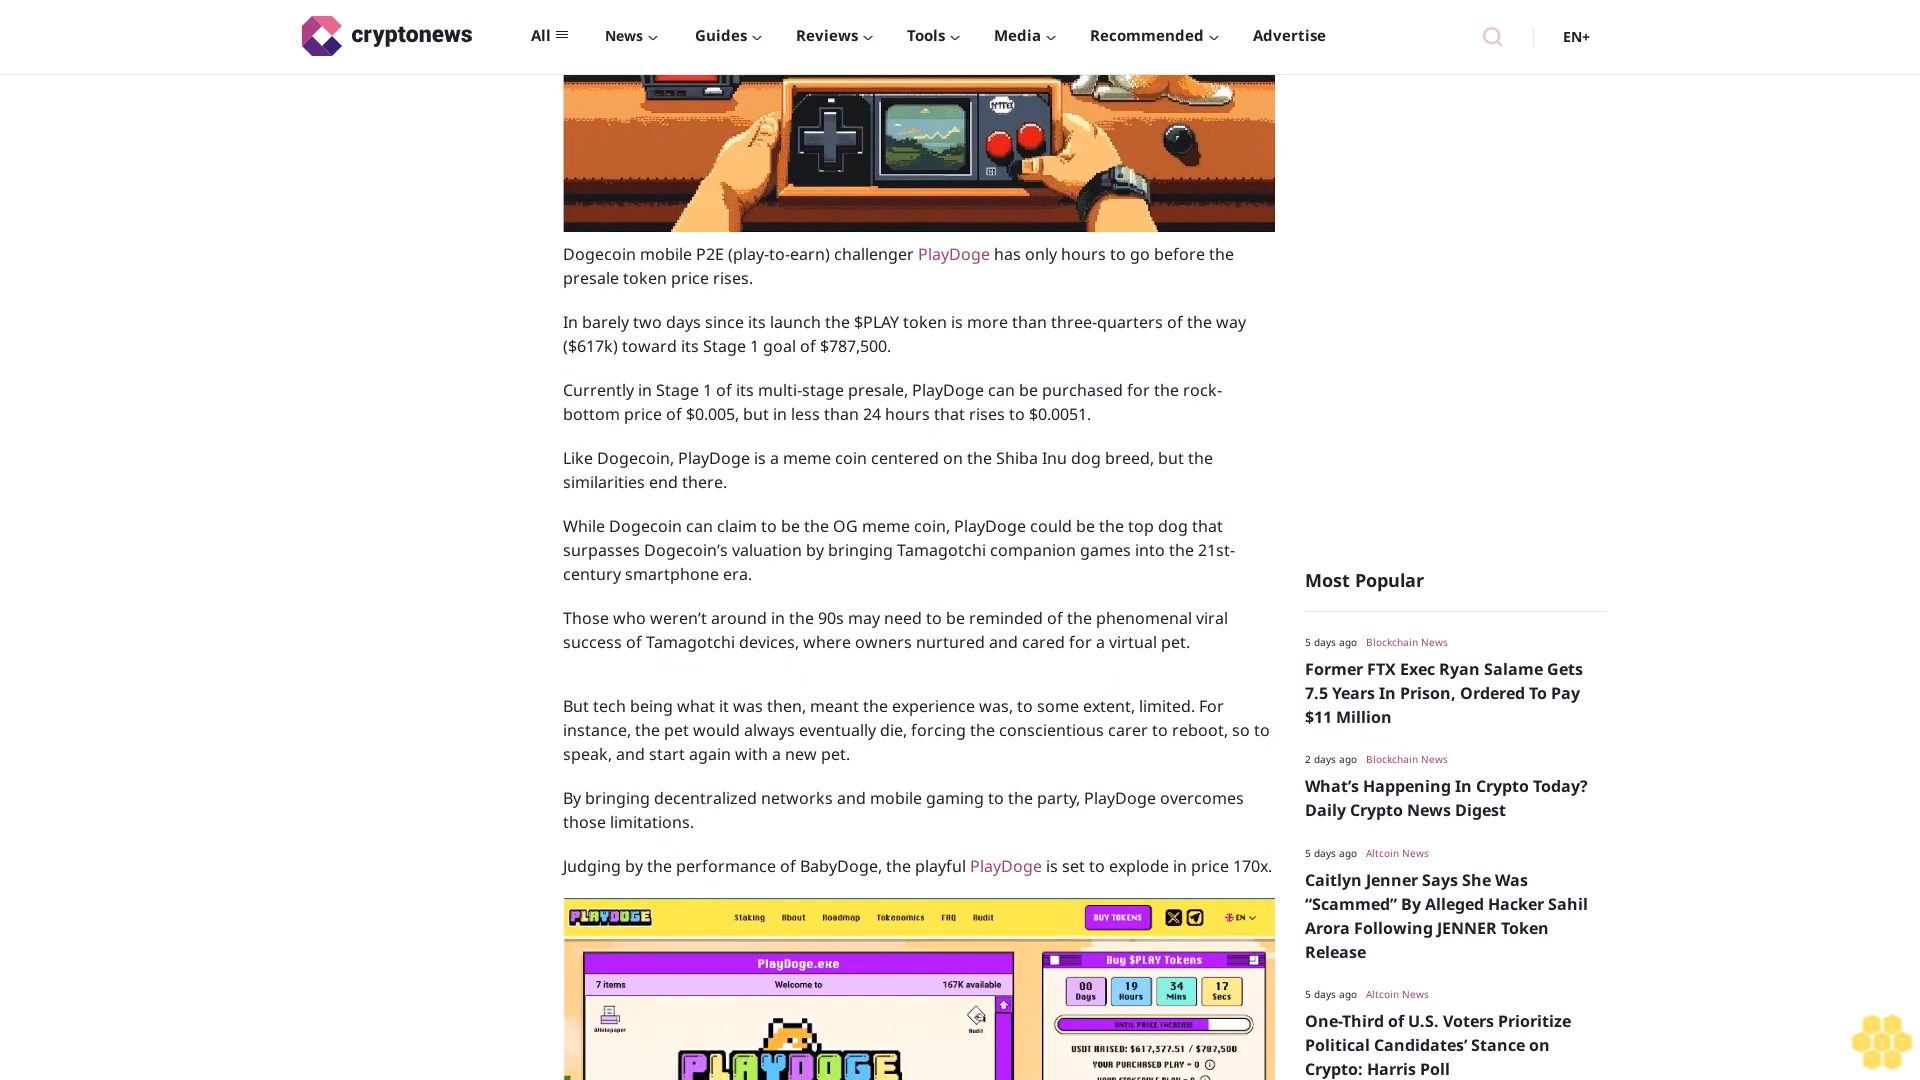 cryptonews
All
News
Guides
Reviews
Tools
Media
Recommended
Advertise
EN+
Dogecoin mobile P2E (play-to-earn) challenger PlayDoge has only hours to go before the
presale token price rises.
In barely two days since its launch the $PLAY token is more than three-quarters of the way
($617k) toward its Stage 1 goal of $787,500.
Currently in Stage 1 of its multi-stage presale, PlayDoge can be purchased for the rock-
bottom price of $0.005, but in less than 24 hours that rises to $0.0051.
Like Dogecoin, PlayDoge is a meme coin centered on the Shiba Inu dog breed, but the
similarities end there.
While Dogecoin can claim to be the OG meme coin, PlayDoge could be the top dog that
surpasses Dogecoin’s valuation by bringing Tamagotchi companion games into the 21st-
century smartphone era.
Those who weren’t around in the 90s may need to be reminded of the phenomenal viral
success of Tamagotchi devices, where owners nurtured and cared for a virtual pet.
But tech being what it was then, meant the experience was, to some extent, limited. For
instance, the pet would always eventually die, forcing the conscientious carer to reboot, so to
speak, and start again with a new pet.
By bringing decentralized networks and mobile gaming to the party, PlayDoge overcomes
those limitations.
Judging by the performance of BabyDoge, the playful PlayDoge is set to explode in price 170x.
PLAYDOGE
Staking
About
Roadmap
Tokenomics
FAQ
Audit
BUY TOKENS
EN
PlayDoge.exe
7 items
Welcome to
167K available
Whitepaper
Audit
PLAYDOGE
Buy $PLAY Tokens
00
Days
19
Hours
34
Mins
17
Secs
UNTIL PRICE INCREASE
USDT RAISED: $617,377.51 / $787,500
YOUR PURCHASED PLAY = 0
YOUR STAKEABLE PLAY = 0
Most Popular
5 days ago Blockchain News
Former FTX Exec Ryan Salame Gets
7.5 Years In Prison, Ordered To Pay
$11 Million
2 days ago Blockchain News
What’s Happening In Crypto Today?
Daily Crypto News Digest
5 days ago Altcoin News
Caitlyn Jenner Says She Was
“Scammed” By Alleged Hacker Sahil
Arora Following JENNER Token
Release
5 days ago Altcoin News
One-Third of U.S. Voters Prioritize
Political Candidates’ Stance on
Crypto: Harris Poll